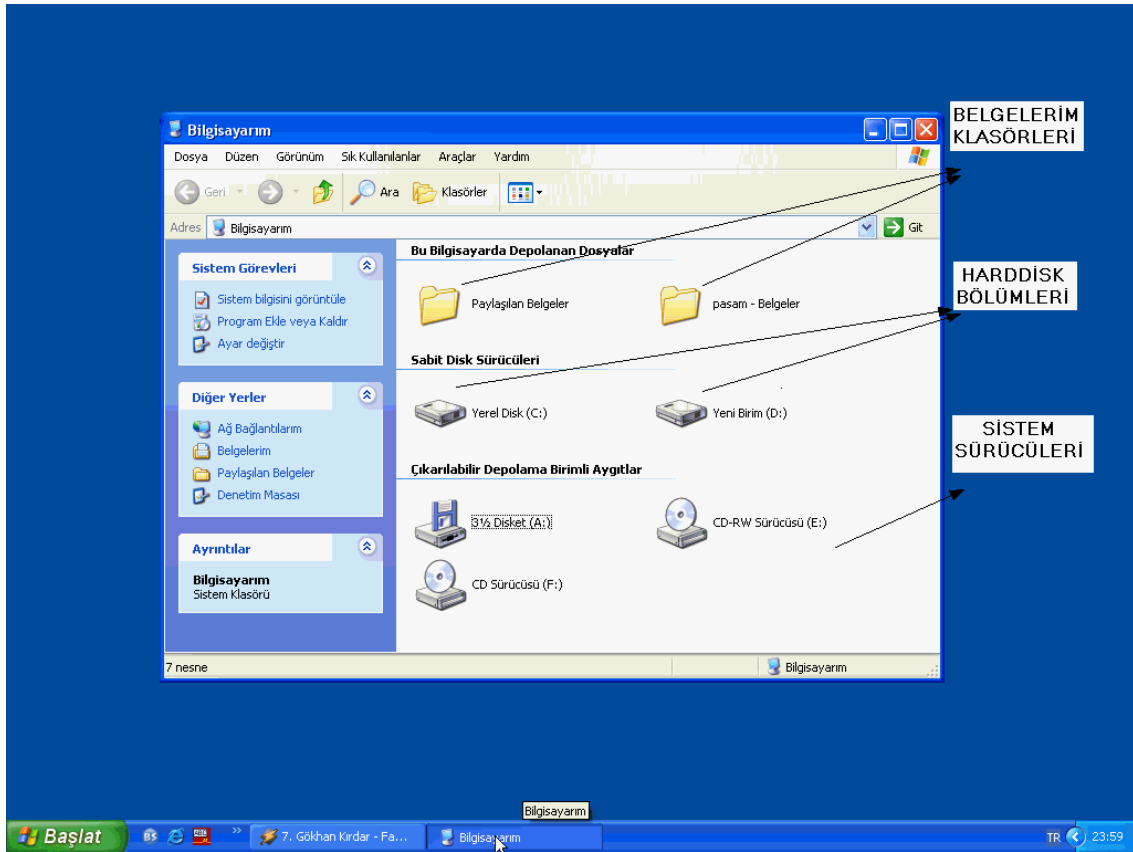 BELGELERİM
KLASÖRLERİ
Bilgisayarım
Dosya Düzen Görünüm Sık Kullanılanlar Araçlar Yardım
Geri Ara Klasörler
Adres Bilgisayarım Git
Sistem Görevleri
Sistem bilgisini görüntüle
Program Ekle veya Kaldır
Ayar değiştir
Diğer Yerler
Ağ Bağlantılarım
Belgelerim
Paylaşılan Belgeler
Denetim Masası
Ayrıntılar
Bilgisayarım
Sistem Klasörü
Bu Bilgisayarda Depolanan Dosyalar
Paylaşılan Belgeler pasam - Belgeler
Sabit Disk Sürücüleri
Yerel Disk (C:) Yeni Birim (D:)
Çıkarılabilir Depolama Birimli Aygıtlar
3½ Disket (A:) CD-RW Sürücüsü (E:)
CD Sürücüsü (F:)
HARDDİSK
BÖLÜMLERİ
SİSTEM
SÜRÜCÜLERİ
7 nesne Bilgisayarım
Bilgisayarım
Başlat BS » 7. Gökhan Kırdar - Fa... Bilgisayarım TR 23:59